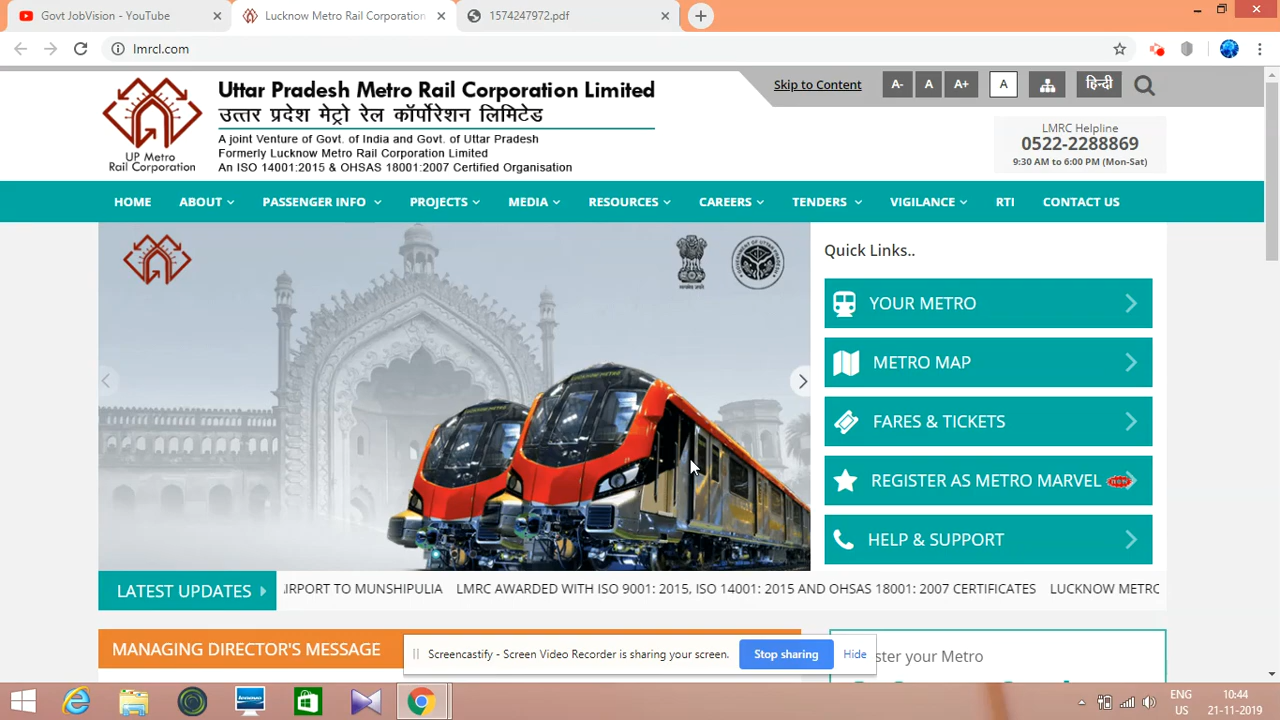 Govt JobVision - YouTube
Lucknow Metro Rail Corporation
1574247972.pdf
lmrcl.com
UP Metro
Rail Corporation
Uttar Pradesh Metro Rail Corporation Limited
उत्तर प्रदेश मेट्रो रेल कॉर्पोरेशन लिमिटेड
A joint Venture of Govt. of India and Govt. of Uttar Pradesh
Formerly Lucknow Metro Rail Corporation Limited
An ISO 14001:2015 & OHSAS 18001:2007 Certified Organisation
Skip to Content
A- A A+ A हिन्दी
LMRC Helpline
0522-2288869
9:30 AM to 6:00 PM (Mon-Sat)
HOME ABOUT PASSENGER INFO PROJECTS MEDIA RESOURCES CAREERS TENDERS VIGILANCE RTI CONTACT US
Quick Links..
YOUR METRO
METRO MAP
FARES & TICKETS
REGISTER AS METRO MARVEL
HELP & SUPPORT
LATEST UPDATES
IRPORT TO MUNSHIPULIA LMRC AWARDED WITH ISO 9001: 2015, ISO 14001: 2015 AND OHSAS 18001: 2007 CERTIFICATES LUCKNOW METRO
MANAGING DIRECTOR'S MESSAGE
Screencastify - Screen Video Recorder is sharing your screen. Stop sharing Hide
ster your Metro
ENG
US
10:44
21-11-2019